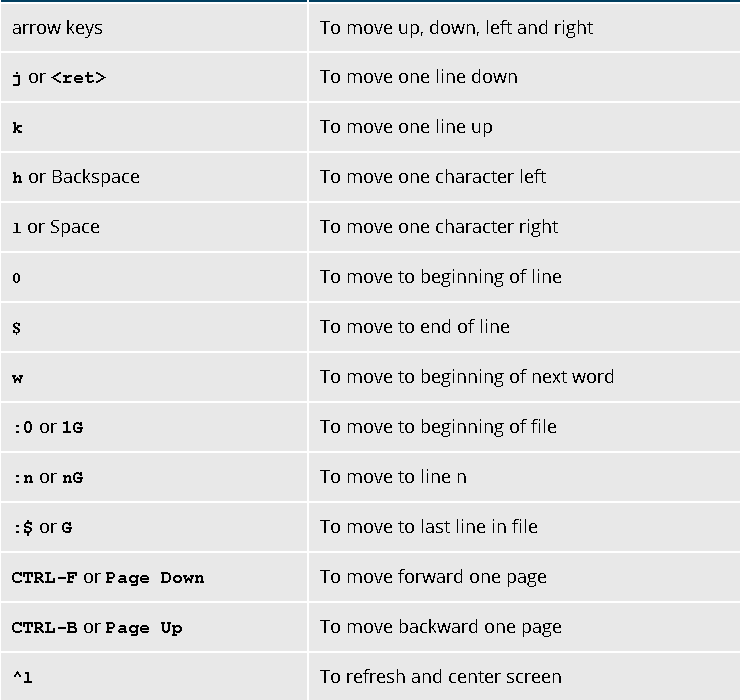 arrow keys To move up, down, left and right
j or <ret> To move one line down
k To move one line up
h or Backspace To move one character left
l or Space To move one character right
0 To move to beginning of line
$ To move to end of line
w To move to beginning of next word
:0 or 1G To move to beginning of file
:n or nG To move to line n
:$ or G To move to last line in file
CTRL-F or Page Down To move forward one page
CTRL-B or Page Up To move backward one page
^l To refresh and center screen